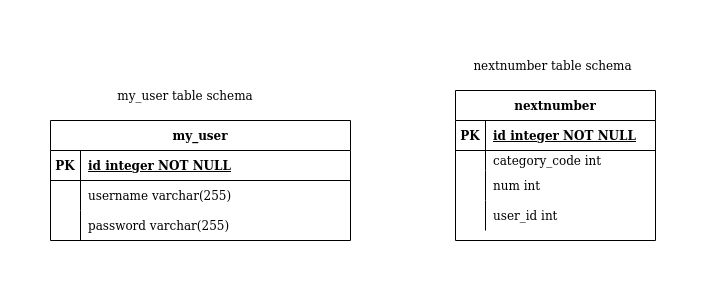 my_user table schema
my_user
PK id integer NOT NULL
username varchar(255)
password varchar(255)
nextnumber table schema
nextnumber
PK id integer NOT NULL
category_code int
num int
user_id int